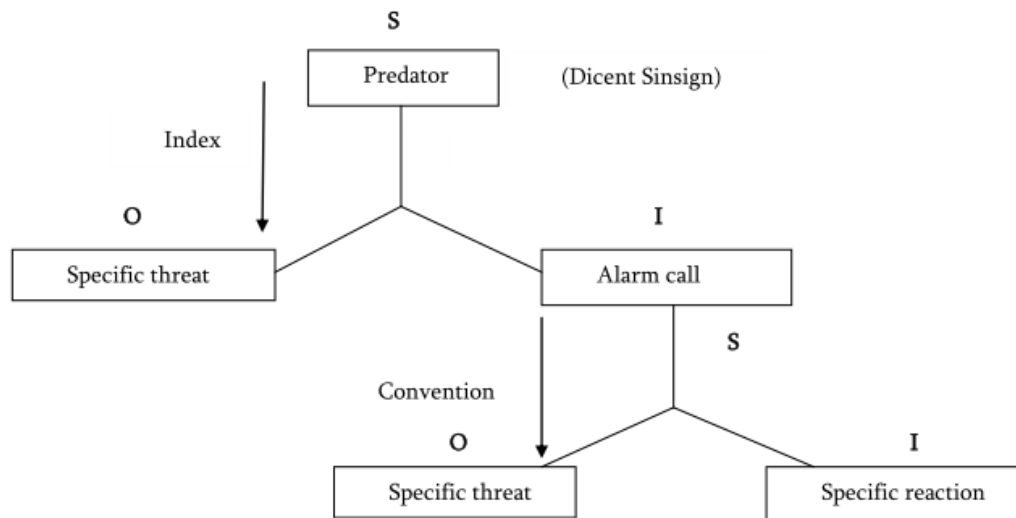 S
Predator
(Dicent Sinsign)
Index
O
I
Specific threat
Alarm call
S
Convention
O
I
Specific threat
Specific reaction